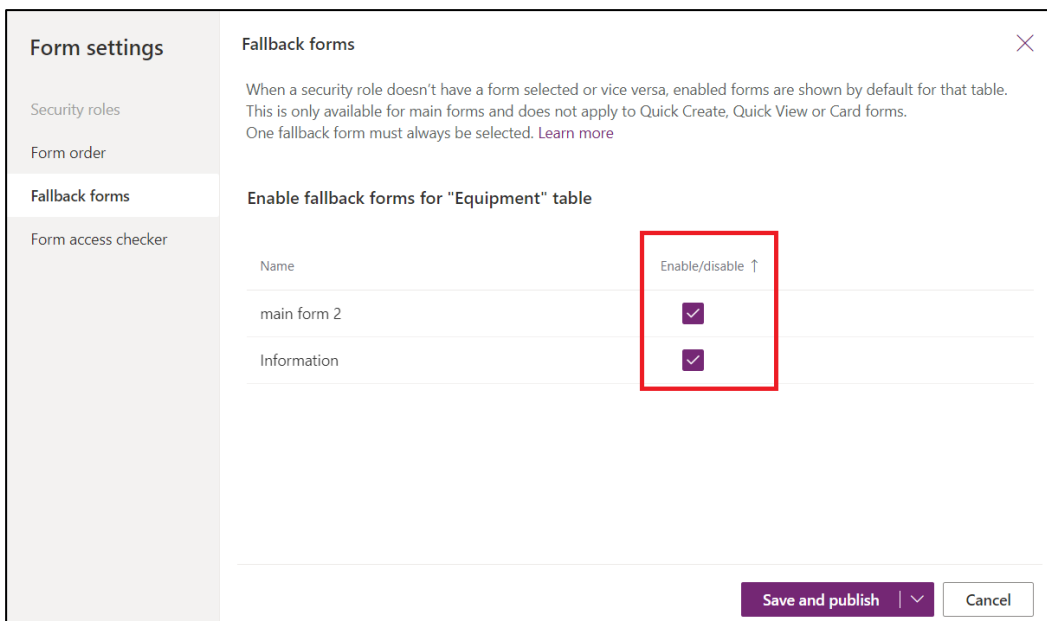 Form settings
Security roles
Form order
Fallback forms
Form access checker
Fallback forms
When a security role doesn't have a form selected or vice versa, enabled forms are shown by default for that table.
This is only available for main forms and does not apply to Quick Create, Quick View or Card forms.
One fallback form must always be selected. Learn more
Enable fallback forms for "Equipment" table
Name Enable/disable ↑
main form 2
Information
Save and publish Cancel